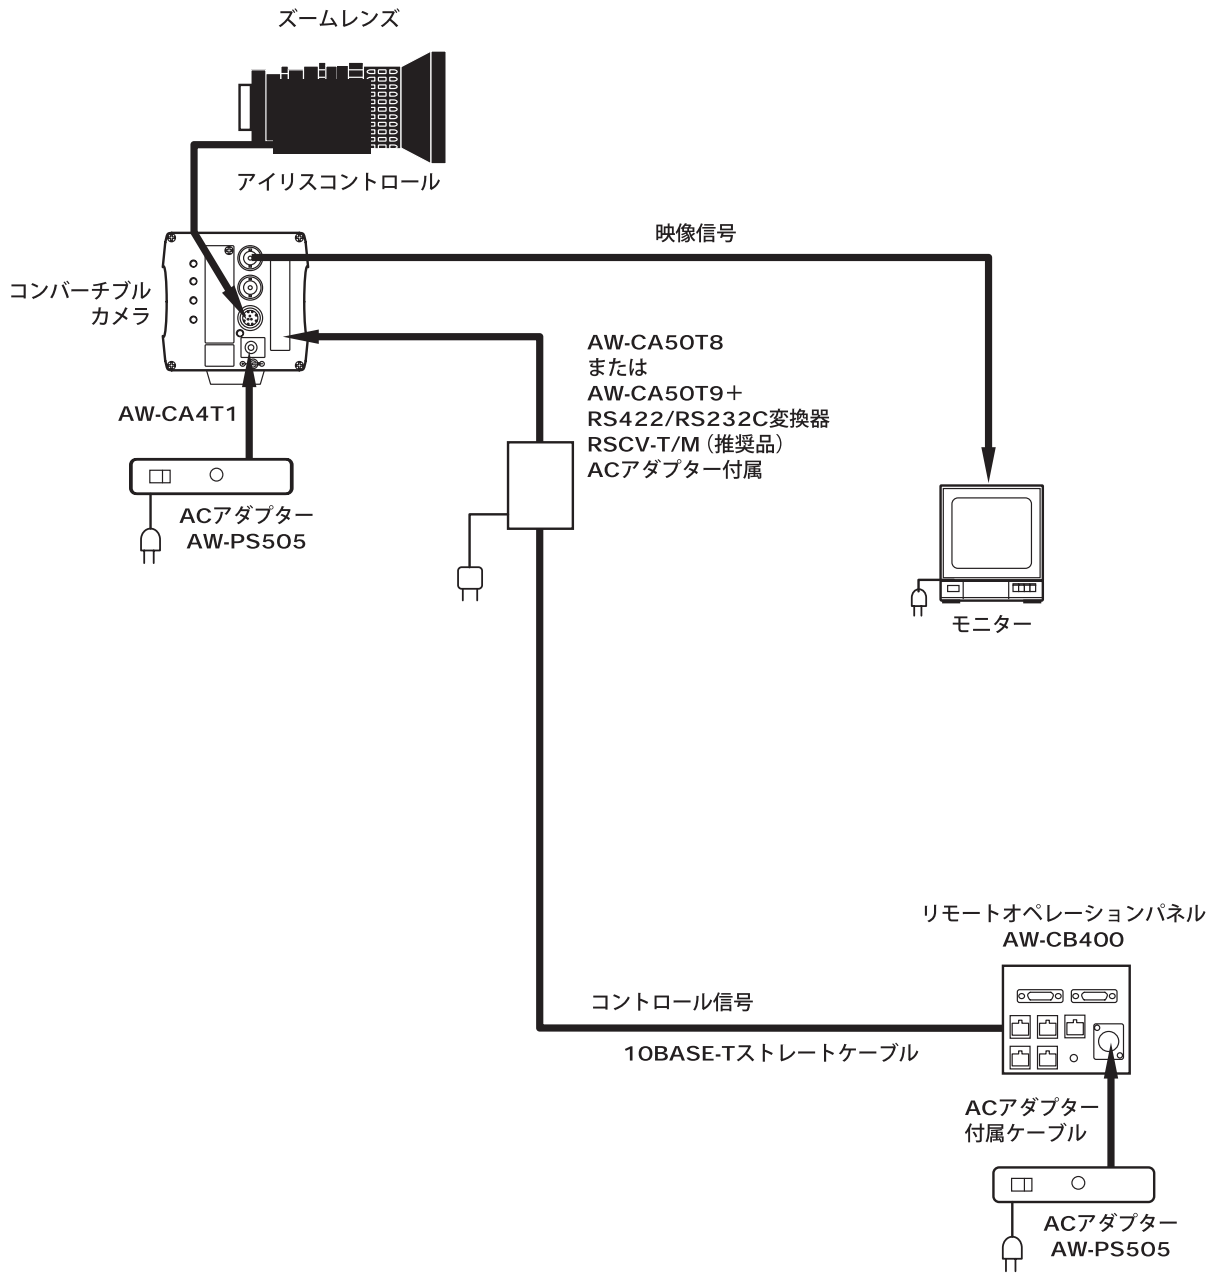 ズームレンズ
アイリスコントロール
映像信号
コンバーチブル
カメラ
AW-CA50T8
または
AW-CA50T9＋
RS422/RS232C変換器
RSCV-T/M（推奨品）
ACアダプター付属
AW-CA4T1
ACアダプター
AW-PS505
モニター
リモートオペレーションパネル
AW-CB400
コントロール信号
10BASE-Tストレートケーブル
ACアダプター
付属ケーブル
ACアダプター
AW-PS505